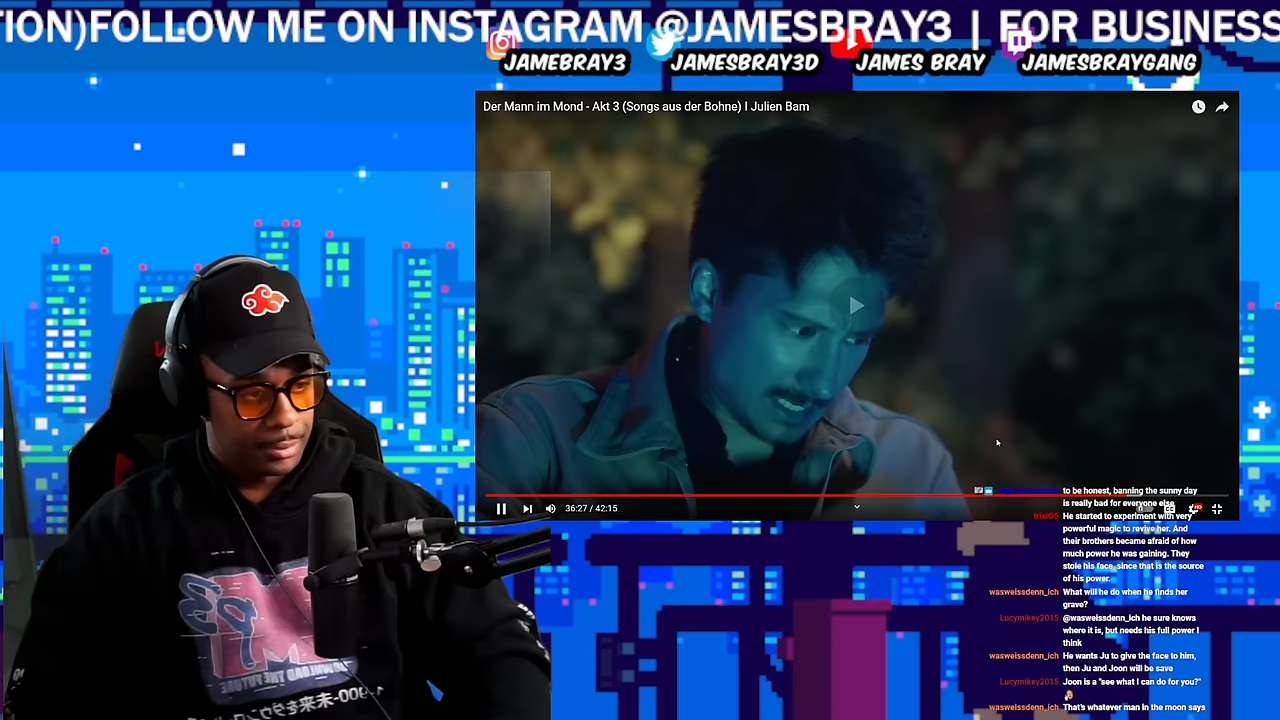 TION)FOLLOW ME ON INSTAGRAM @JAMESBRAY3 | FOR BUSINESS
JAMEBRAY3
JAMESBRAY3D
JAMES BRAY
JAMESBRAYGANG
Der Mann im Mond - Akt 3 (Songs aus der Bohne) I Julien Bam
36:27 / 42:15
to be honest, banning the sunny day
is really bad for everyone else
trixi0S He started to experiment with very
powerful magic to revive her. And
their brothers became afraid of how
much power he was gaining. They
stole his face, since that is the source
of his power.
wasweissdenn_ich What will he do when he finds her
grave?
Lucymikey2015 @wasweissdenn_ich he sure knows
where it is, but needs his full power I
think
wasweissdenn_ich He wants Ju to give the face to him,
then Ju and Joon will be save
Lucymikey2015 Joon is a "see what I can do for you?"
wasweissdenn_ich That's whatever man in the moon says